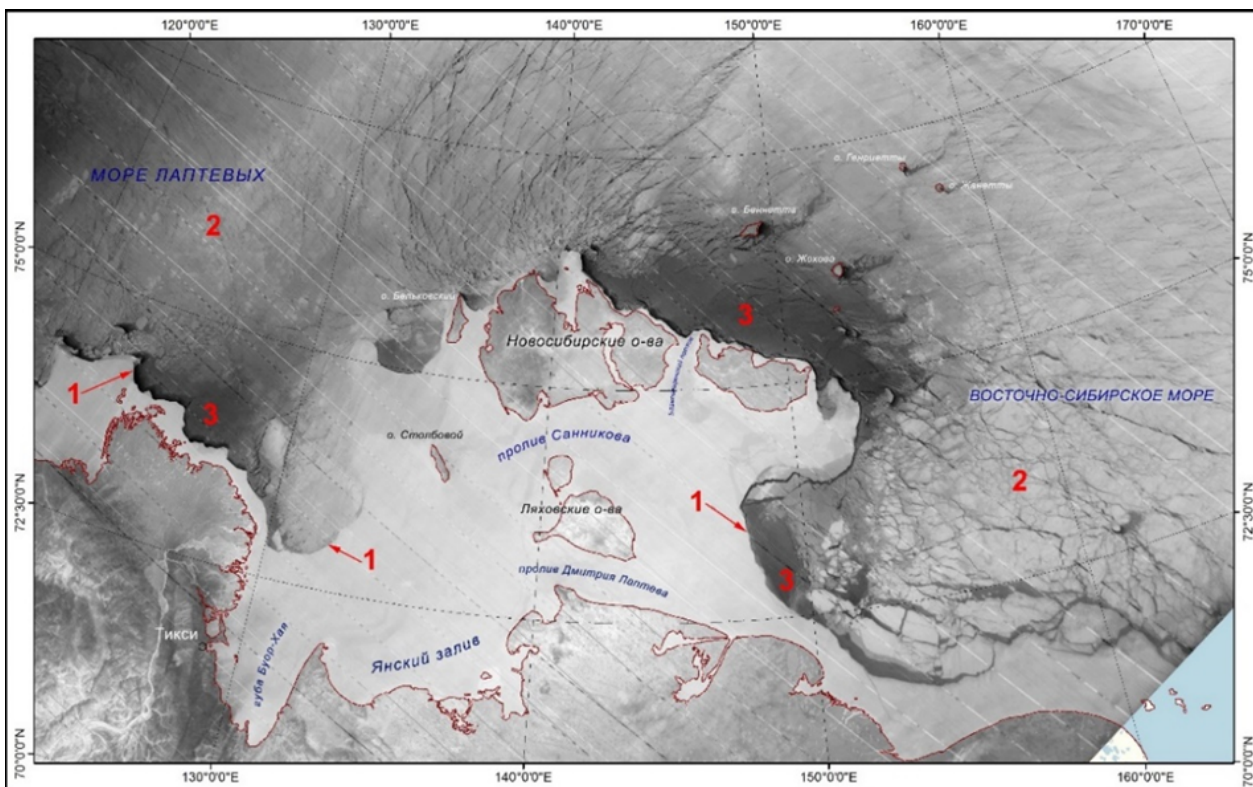 120°0'0"E 130°0'0"E 140°0'0"E 150°0'0"E 160°0'0"E 170°0'0"E
о. Генриетты
МОРЕ ЛАПТЕВЫХ
о. Жаннетты
2
о. Беннетта
75°0'0"N
75°0'0"N
о. Жохова
о. Бельковский
3
Новосибирские о-ва
1
ВОСТОЧНО-СИБИРСКОЕ МОРЕ
3
о. Столбовой
пролив Санникова
2
1
72°30'0"N
Ляховские о-ва
72°30'0"N
1
пролив Дмитрия Лаптева
3
Тикси
губа Буор-Хая
Янский залив
70°0'0"N
70°0'0"N
130°0'0"E 140°0'0"E 150°0'0"E 160°0'0"E